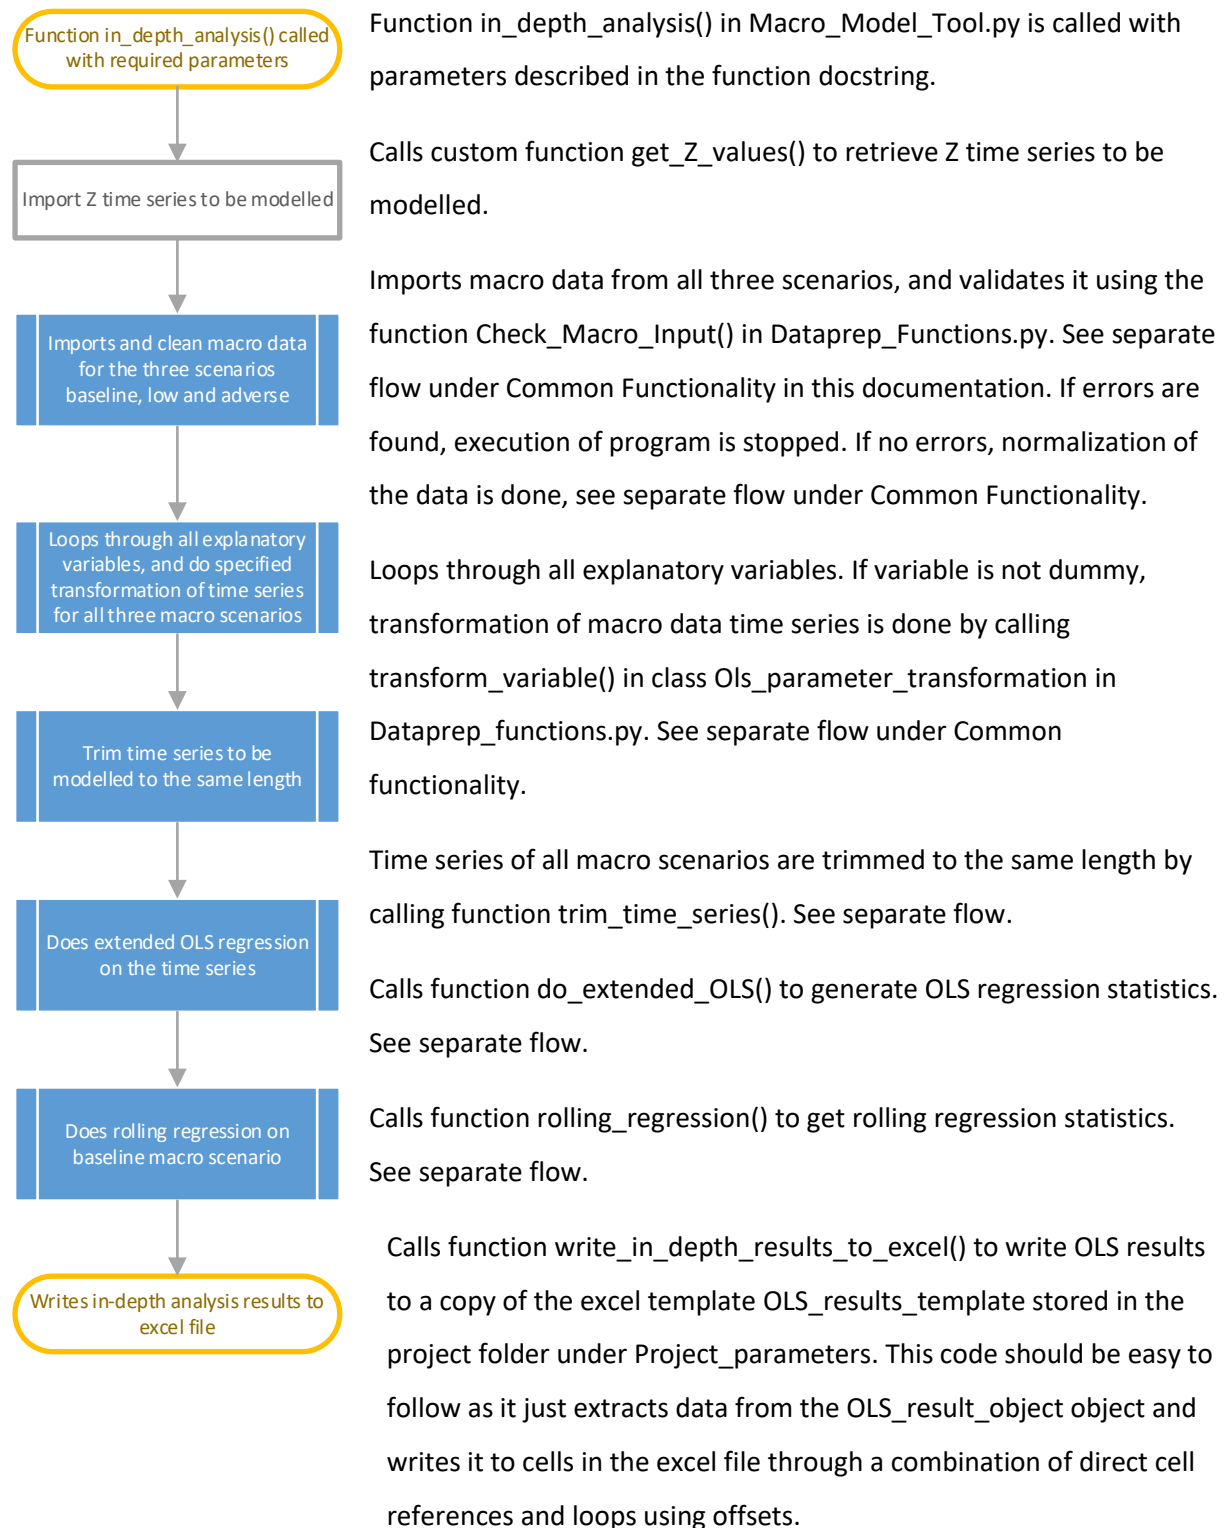 Function in_depth_analysis() called
with required parameters
Function in_depth_analysis() in Macro_Model_Tool.py is called with
parameters described in the function docstring.
Import Z time series to be modelled
Calls custom function get_Z_values() to retrieve Z time series to be
modelled.
Imports and clean macro data
for the three scenarios
baseline, low and adverse
Imports macro data from all three scenarios, and validates it using the
function Check_Macro_Input() in Dataprep_Functions.py. See separate
flow under Common Functionality in this documentation. If errors are
found, execution of program is stopped. If no errors, normalization of
the data is done, see separate flow under Common Functionality.
Loops through all explanatory
variables, and do specified
transformation of time series
for all three macro scenarios
Loops through all explanatory variables. If variable is not dummy,
transformation of macro data time series is done by calling
transform_variable() in class Ols_parameter_transformation in
Dataprep_functions.py. See separate flow under Common
functionality.
Trim time series to be
modelled to the same length
Time series of all macro scenarios are trimmed to the same length by
calling function trim_time_series(). See separate flow.
Does extended OLS regression
on the time series
Calls function do_extended_OLS() to generate OLS regression statistics.
See separate flow.
Does rolling regression on
baseline macro scenario
Calls function rolling_regression() to get rolling regression statistics.
See separate flow.
Writes in-depth analysis results to
excel file
Calls function write_in_depth_results_to_excel() to write OLS results
to a copy of the excel template OLS_results_template stored in the
project folder under Project_parameters. This code should be easy to
follow as it just extracts data from the OLS_result_object object and
writes it to cells in the excel file through a combination of direct cell
references and loops using offsets.